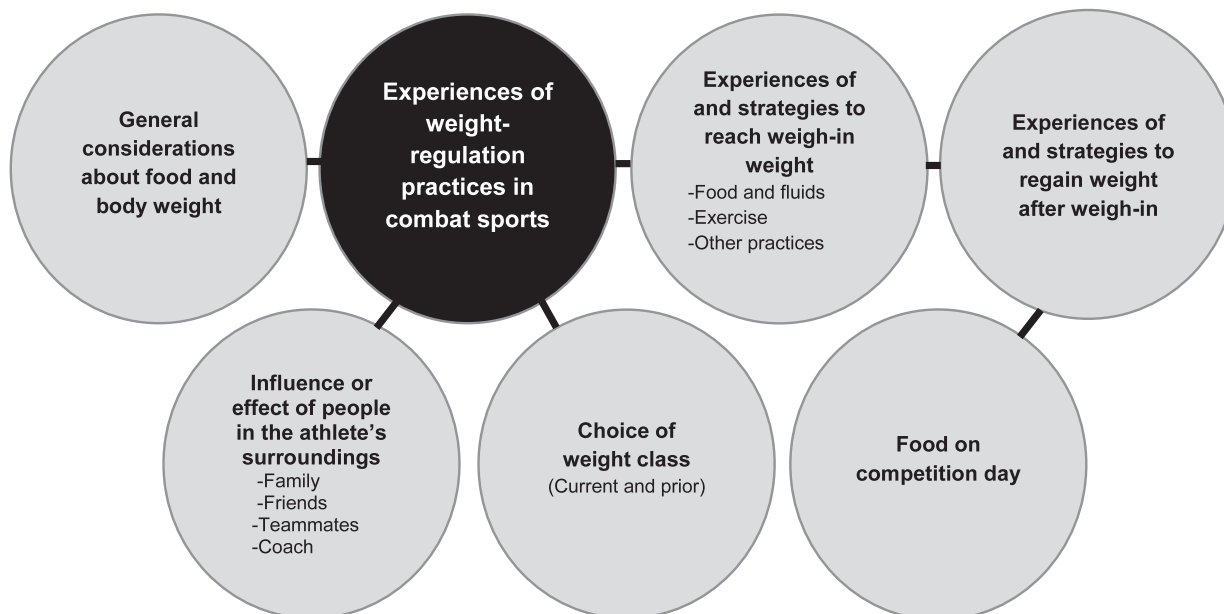 General
considerations
about food and
body weight
Experiences of
weight-
regulation
practices in
combat sports
Experiences of
and strategies to
reach weigh-in
weight
-Food and fluids
-Exercise
-Other practices
Experiences of
and strategies to
regain weight
after weigh-in
Influence or
effect of people
in the athlete’s
surroundings
-Family
-Friends
-Teammates
-Coach
Choice of
weight class
(Current and prior)
Food on
competition day